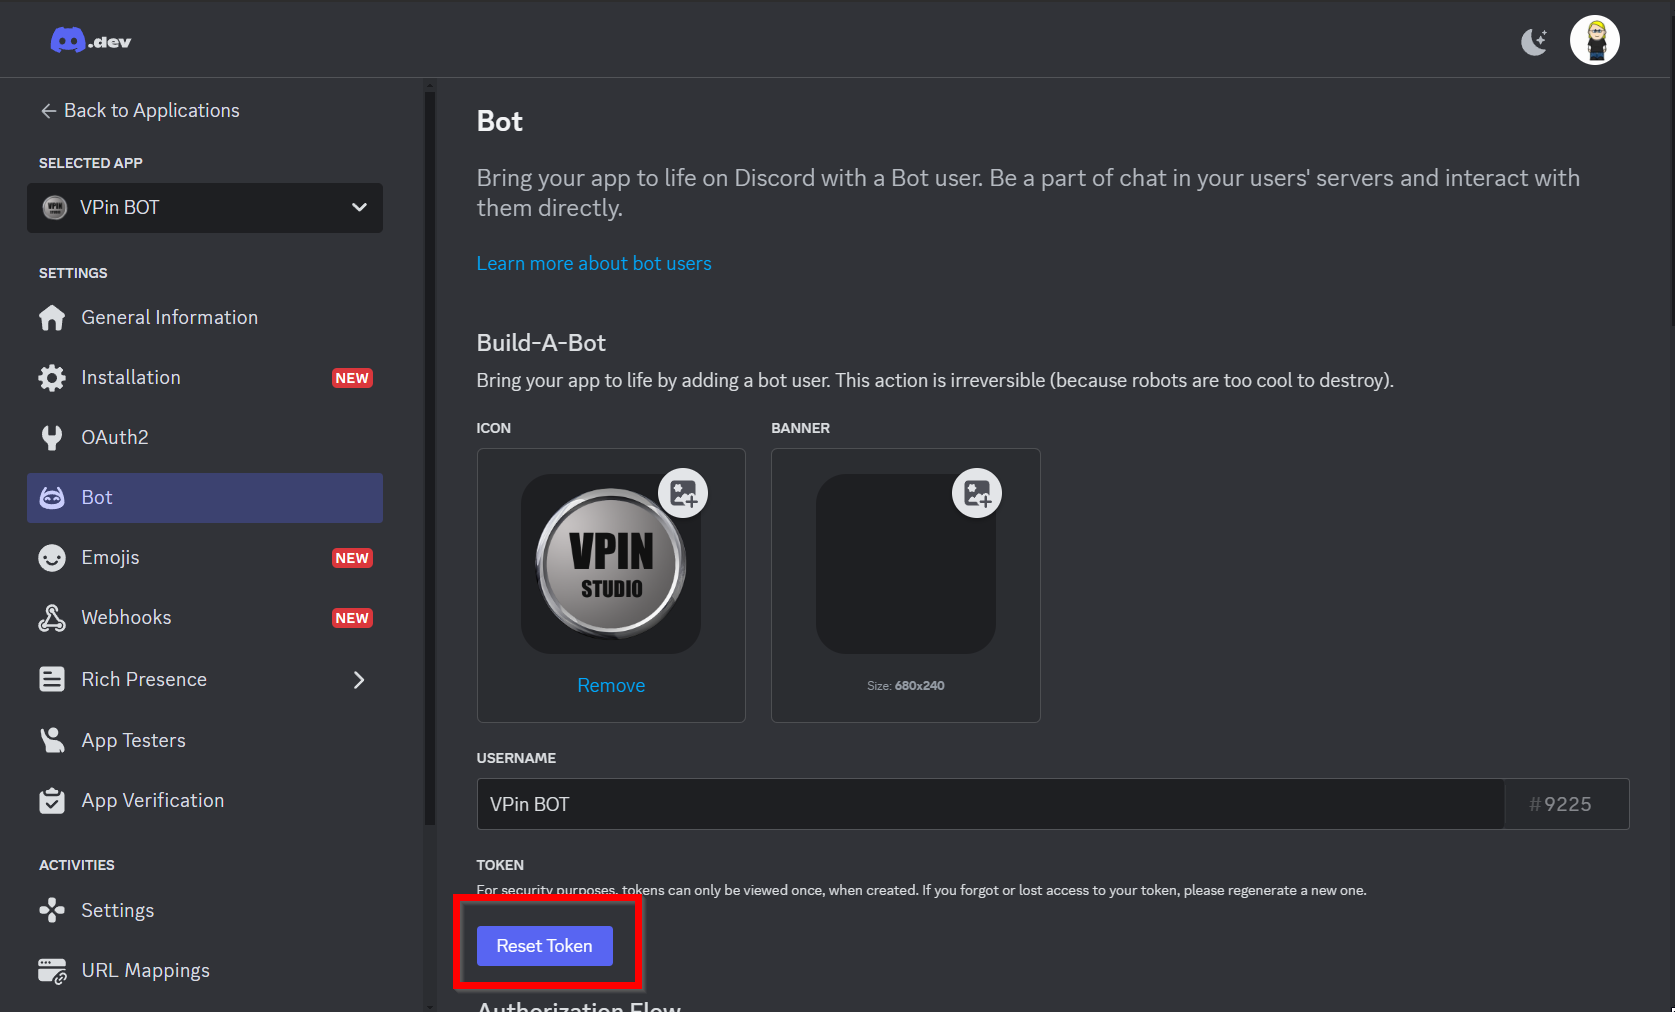 .dev
Back to Applications
SELECTED APP
VPIN STUDIO
VPin BOT
SETTINGS
General Information
Installation
NEW
OAuth2
Bot
Emojis
NEW
Webhooks
NEW
Rich Presence
App Testers
App Verification
ACTIVITIES
Settings
URL Mappings
Bot
Bring your app to life on Discord with a Bot user. Be a part of chat in your users' servers and interact with
them directly.
Learn more about bot users
Build-A-Bot
Bring your app to life by adding a bot user. This action is irreversible (because robots are too cool to destroy).
ICON
BANNER
VPIN
STUDIO
Remove
Size: 680x240
USERNAME
VPin BOT
#9225
TOKEN
For security purposes, tokens can only be viewed once, when created. If you forgot or lost access to your token, please regenerate a new one.
Reset Token
Authorization Flow